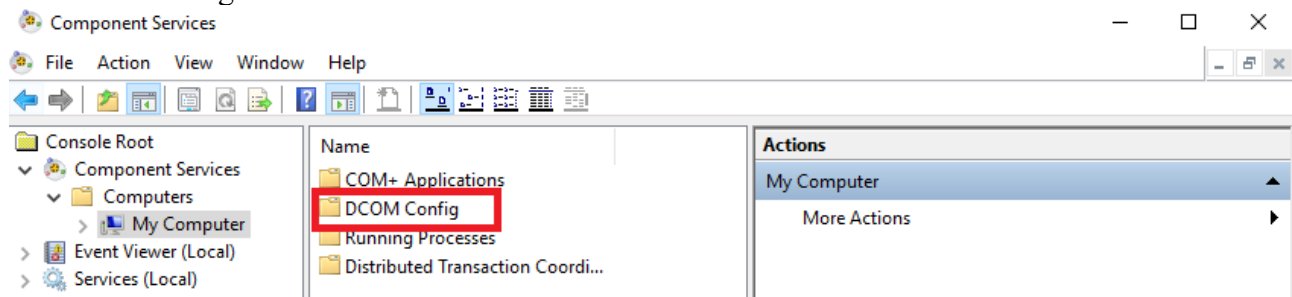 Component Services
File Action View Window Help
Console Root
Component Services
Computers
My Computer
Event Viewer (Local)
Services (Local)
Name
COM+ Applications
DCOM Config
Running Processes
Distributed Transaction Coordi...
Actions
My Computer
More Actions